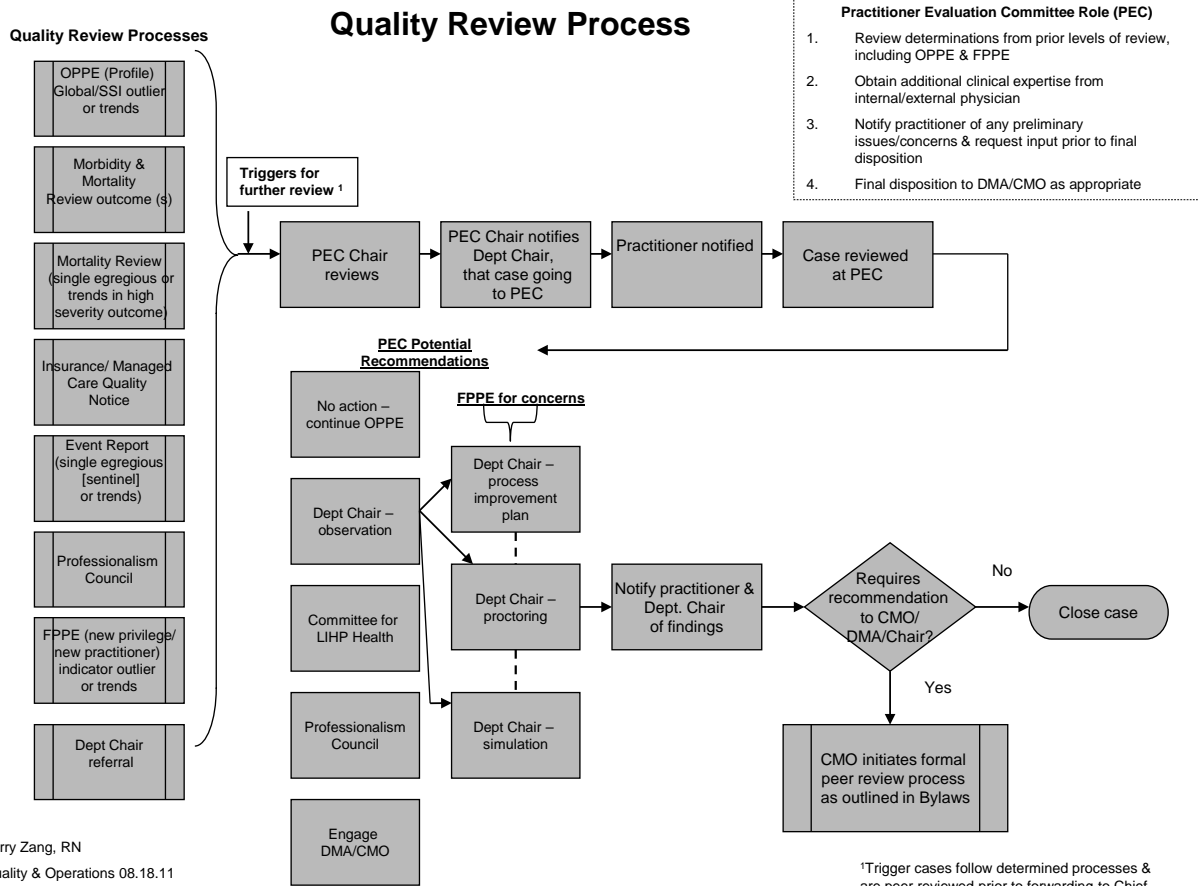 Quality Review Process
Quality Review Processes
OPPE (Profile)
Global/SSI outlier
or trends
Morbidity &
Mortality
Review outcome (s)
Mortality Review
(single egregious or
trends in high
severity outcome)
Insurance/ Managed
Care Quality
Notice
Event Report
(single egregious
[sentinel]
or trends)
Professionalism
Council
FPPE (new privilege/
new practitioner)
indicator outlier
or trends
Dept Chair
referral
Triggers for
further review ¹
Practitioner Evaluation Committee Role (PEC)
1. Review determinations from prior levels of review,
including OPPE & FPPE
2. Obtain additional clinical expertise from
internal/external physician
3. Notify practitioner of any preliminary
issues/concerns & request input prior to final
disposition
4. Final disposition to DMA/CMO as appropriate
PEC Chair
reviews
PEC Chair notifies
Dept Chair,
that case going
to PEC
Practitioner notified
Case reviewed
at PEC
PEC Potential
Recommendations
No action –
continue OPPE
Dept Chair –
observation
Committee for
LIHP Health
Professionalism
Council
Engage
DMA/CMO
FPPE for concerns
Dept Chair –
process
improvement
plan
Dept Chair –
proctoring
Dept Chair –
simulation
Notify practitioner &
Dept. Chair
of findings
Requires
recommendation
to CMO/
DMA/Chair?
No
Close case
Yes
CMO initiates formal
peer review process
as outlined in Bylaws
rry Zang, RN
uality & Operations 08.18.11
¹Trigger cases follow determined processes &
are peer reviewed prior to forwarding to Chief